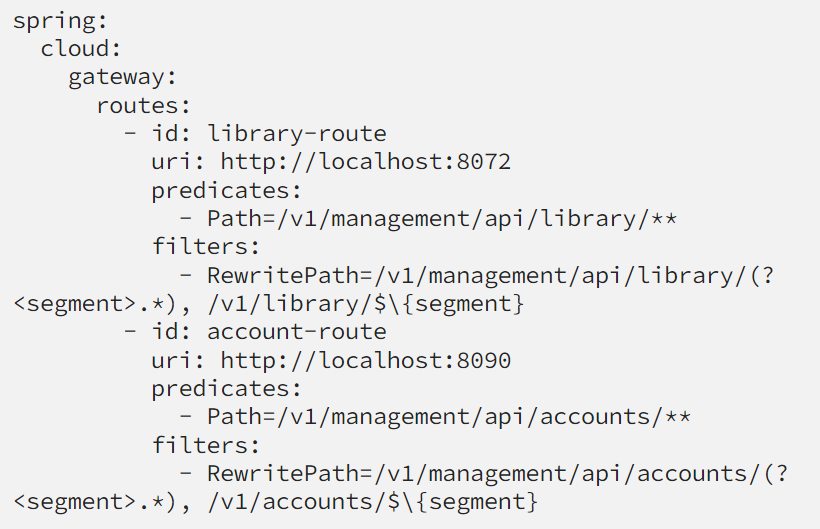 spring:
  cloud:
    gateway:
      routes:
        - id: library-route
          uri: http://localhost:8072
          predicates:
            - Path=/v1/management/api/library/**
          filters:
            - RewritePath=/v1/management/api/library/(?
<segment>.*), /v1/library/$\{segment}
        - id: account-route
          uri: http://localhost:8090
          predicates:
            - Path=/v1/management/api/accounts/**
          filters:
            - RewritePath=/v1/management/api/accounts/(?
<segment>.*), /v1/accounts/$\{segment}